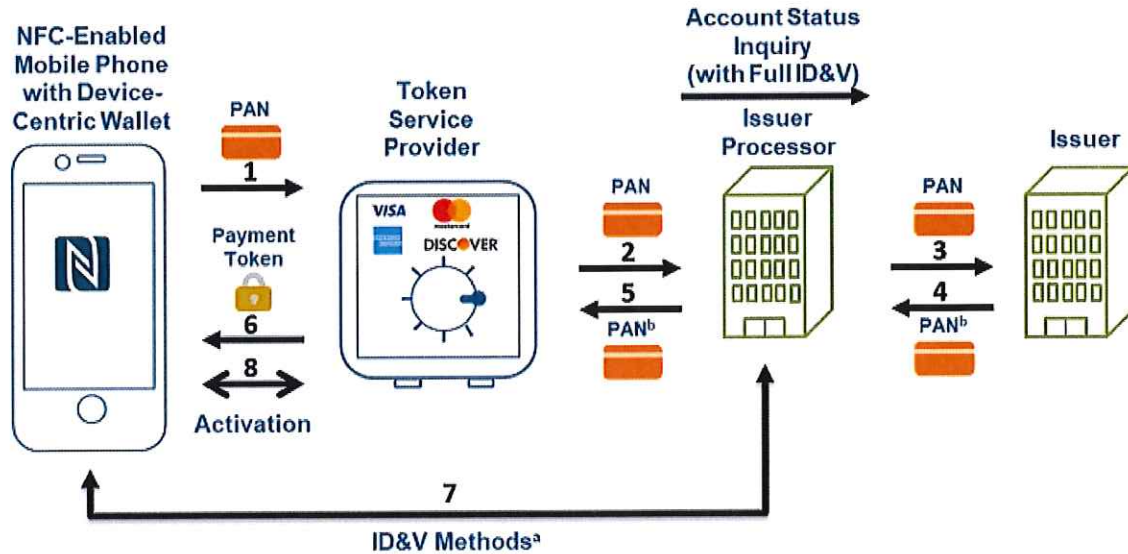 NFC-Enabled
Mobile Phone
with Device-
Centric Wallet
PAN
1
Payment
Token
6
8
Activation
Token
Service
Provider
VISA
mastercard
DISCOVER
Account Status
Inquiry
(with Full ID&V)
Issuer
Processor
PAN
2
5
PANᵇ
Issuer
PAN
3
4
PANᵇ
7
ID&V Methodsᵃ